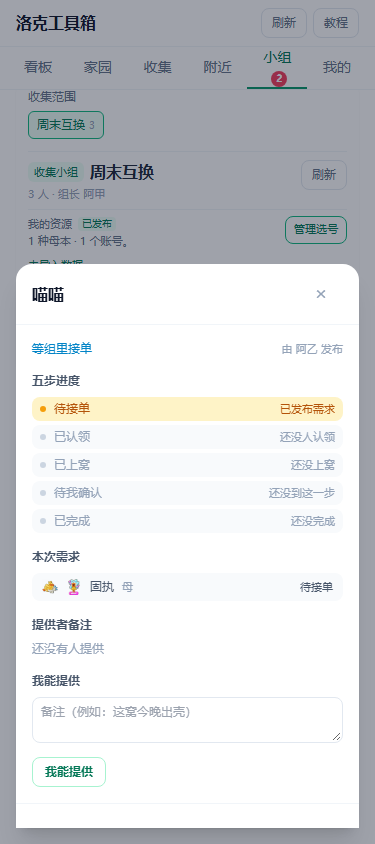 洛克工具箱
刷新
教程
看板
家园
收集
附近
小组
2
我的
收集范围
周末互换 3
收集小组
周末互换
刷新
3 人 · 组长 阿甲
我的资源 已发布
管理选号
1 种母本 · 1 个账号。
喵喵
×
等组里接单
由 阿乙 发布
五步进度
待接单
已发布需求
已认领
还没人认领
已上窝
还没上窝
待我确认
还没到这一步
已完成
还没完成
本次需求
固执 母
待接单
提供者备注
还没有人提供
我能提供
备注（例如：这窝今晚出壳）
我能提供